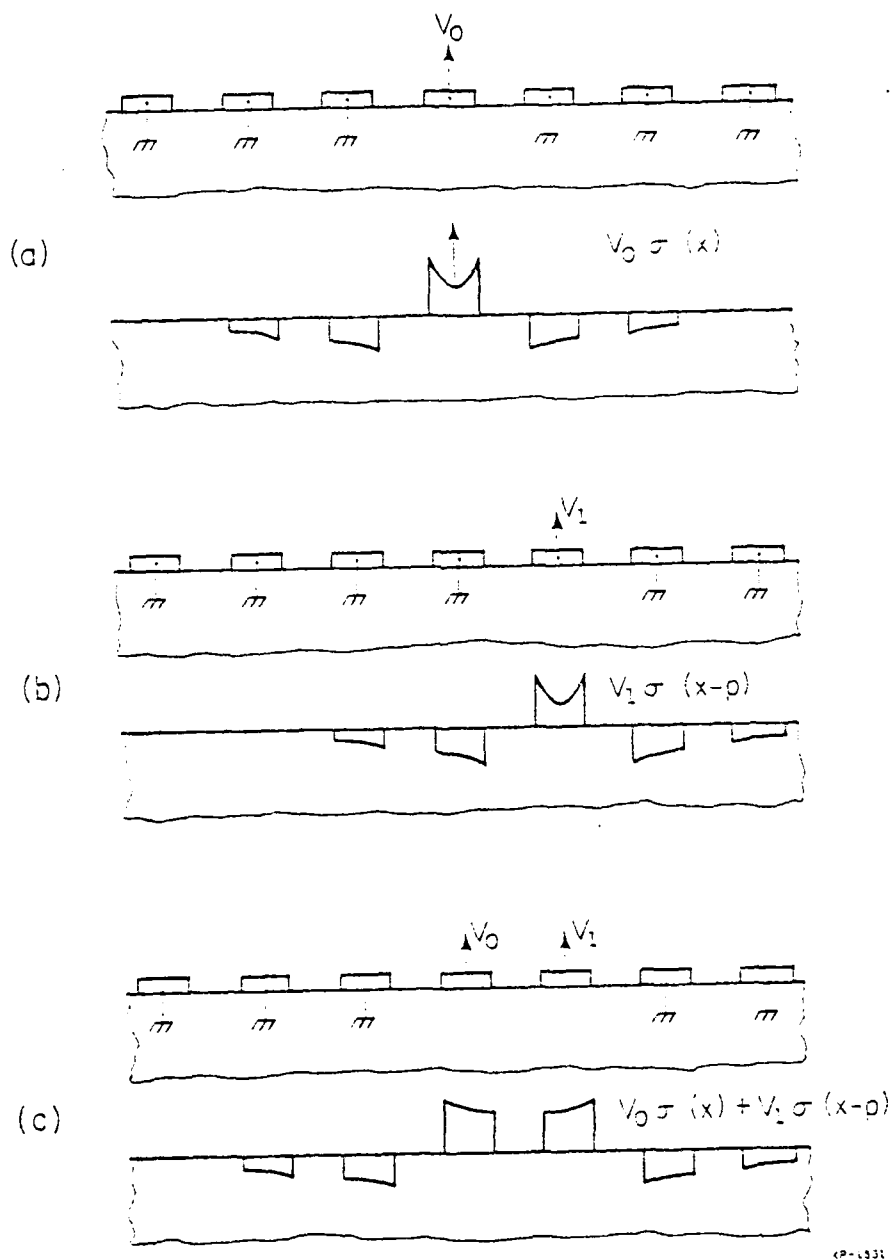 V₀
(a)
V₀ σ (x)
V₁
(b)
V₁ σ (x-p)
V₀ V₁
(c)
V₀ σ (x) + V₁ σ (x-p)